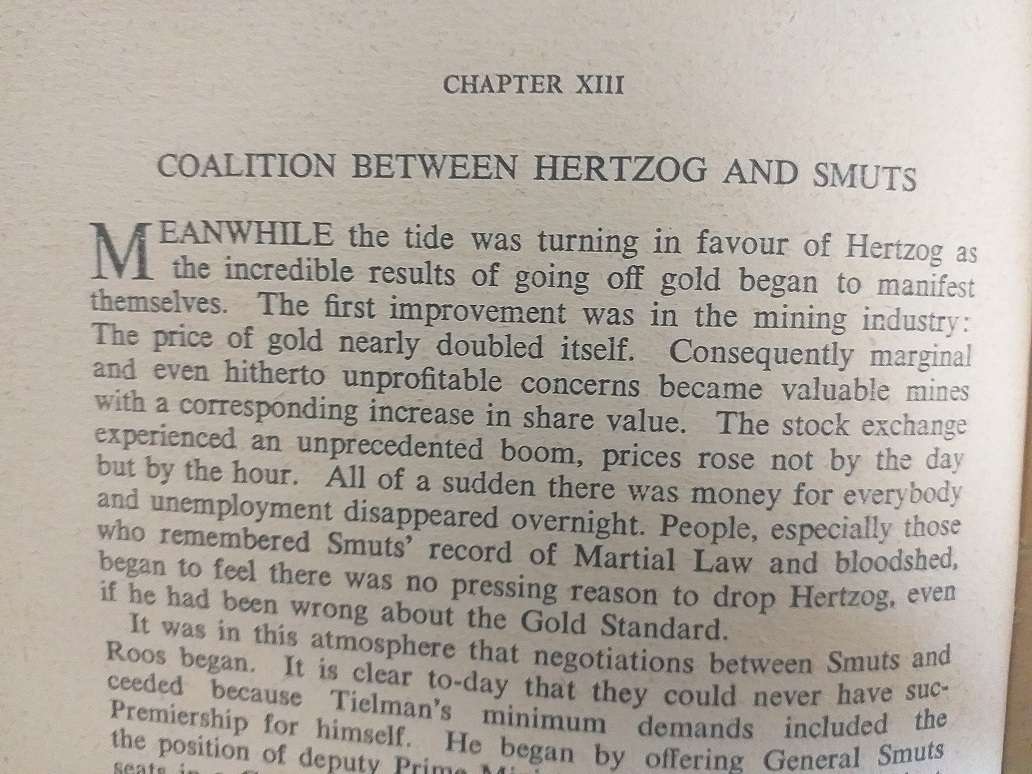 CHAPTER XIII
COALITION BETWEEN HERTZOG AND SMUTS
MEANWHILE the tide was turning in favour of Hertzog as
the incredible results of going off gold began to manifest
themselves. The first improvement was in the mining industry:
The price of gold nearly doubled itself. Consequently marginal
and even hitherto unprofitable concerns became valuable mines
with a corresponding increase in share value. The stock exchange
experienced an unprecedented boom, prices rose not by the day
but by the hour. All of a sudden there was money for everybody
and unemployment disappeared overnight. People, especially those
who remembered Smuts' record of Martial Law and bloodshed,
began to feel there was no pressing reason to drop Hertzog, even
if he had been wrong about the Gold Standard.
It was in this atmosphere that negotiations between Smuts and
Roos began. It is clear to-day that they could never have suc-
ceeded because Tielman's minimum demands included the
Premiership for himself. He began by offering General Smuts
the position of deputy Prime
seats in